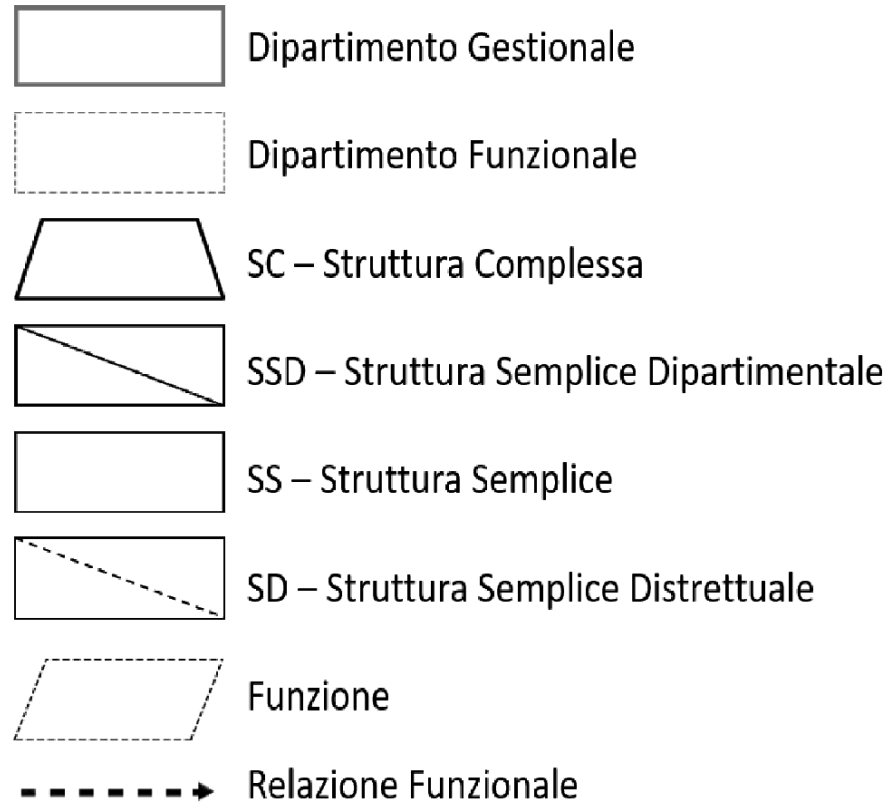 Dipartimento Gestionale
Dipartimento Funzionale
SC – Struttura Complessa
SSD – Struttura Semplice Dipartimentale
SS – Struttura Semplice
SD – Struttura Semplice Distrettuale
Funzione
Relazione Funzionale